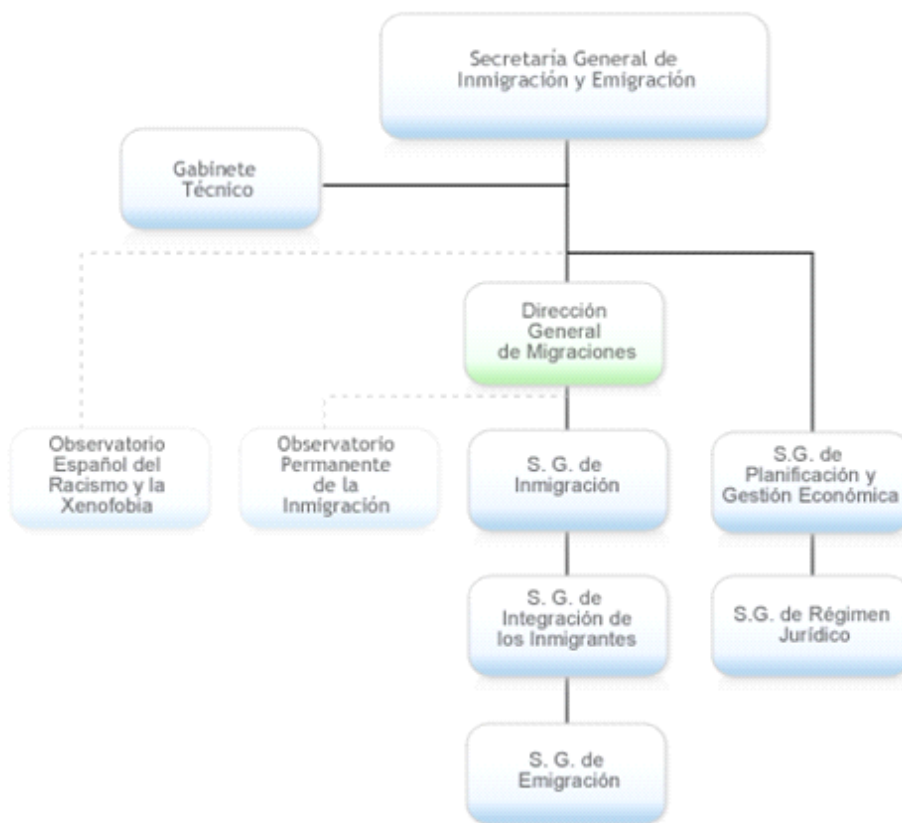 Secretaría General de
Inmigración y Emigración
Gabinete
Técnico
Dirección
General
de Migraciones
Observatorio
Español del
Racismo y la
Xenofobia
Observatorio
Permanente
de la
Inmigración
S. G. de
Inmigración
S.G. de
Planificación y
Gestión Económica
S. G. de
Integración de
los Inmigrantes
S.G. de Régimen
Jurídico
S. G. de
Emigración